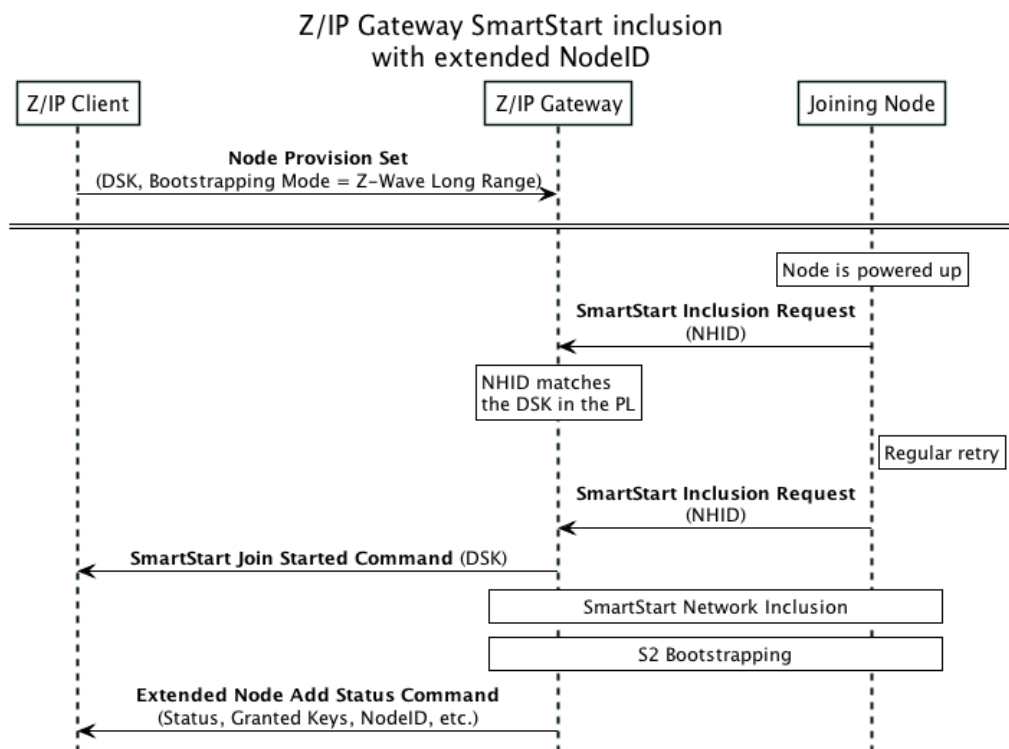 Z/IP Gateway SmartStart inclusion
with extended NodeID
Z/IP Client
Z/IP Gateway
Joining Node
Node Provision Set
(DSK, Bootstrapping Mode = Z-Wave Long Range)
Node is powered up
SmartStart Inclusion Request
(NHID)
NHID matches
the DSK in the PL
Regular retry
SmartStart Inclusion Request
(NHID)
SmartStart Join Started Command (DSK)
SmartStart Network Inclusion
S2 Bootstrapping
Extended Node Add Status Command
(Status, Granted Keys, NodeID, etc.)